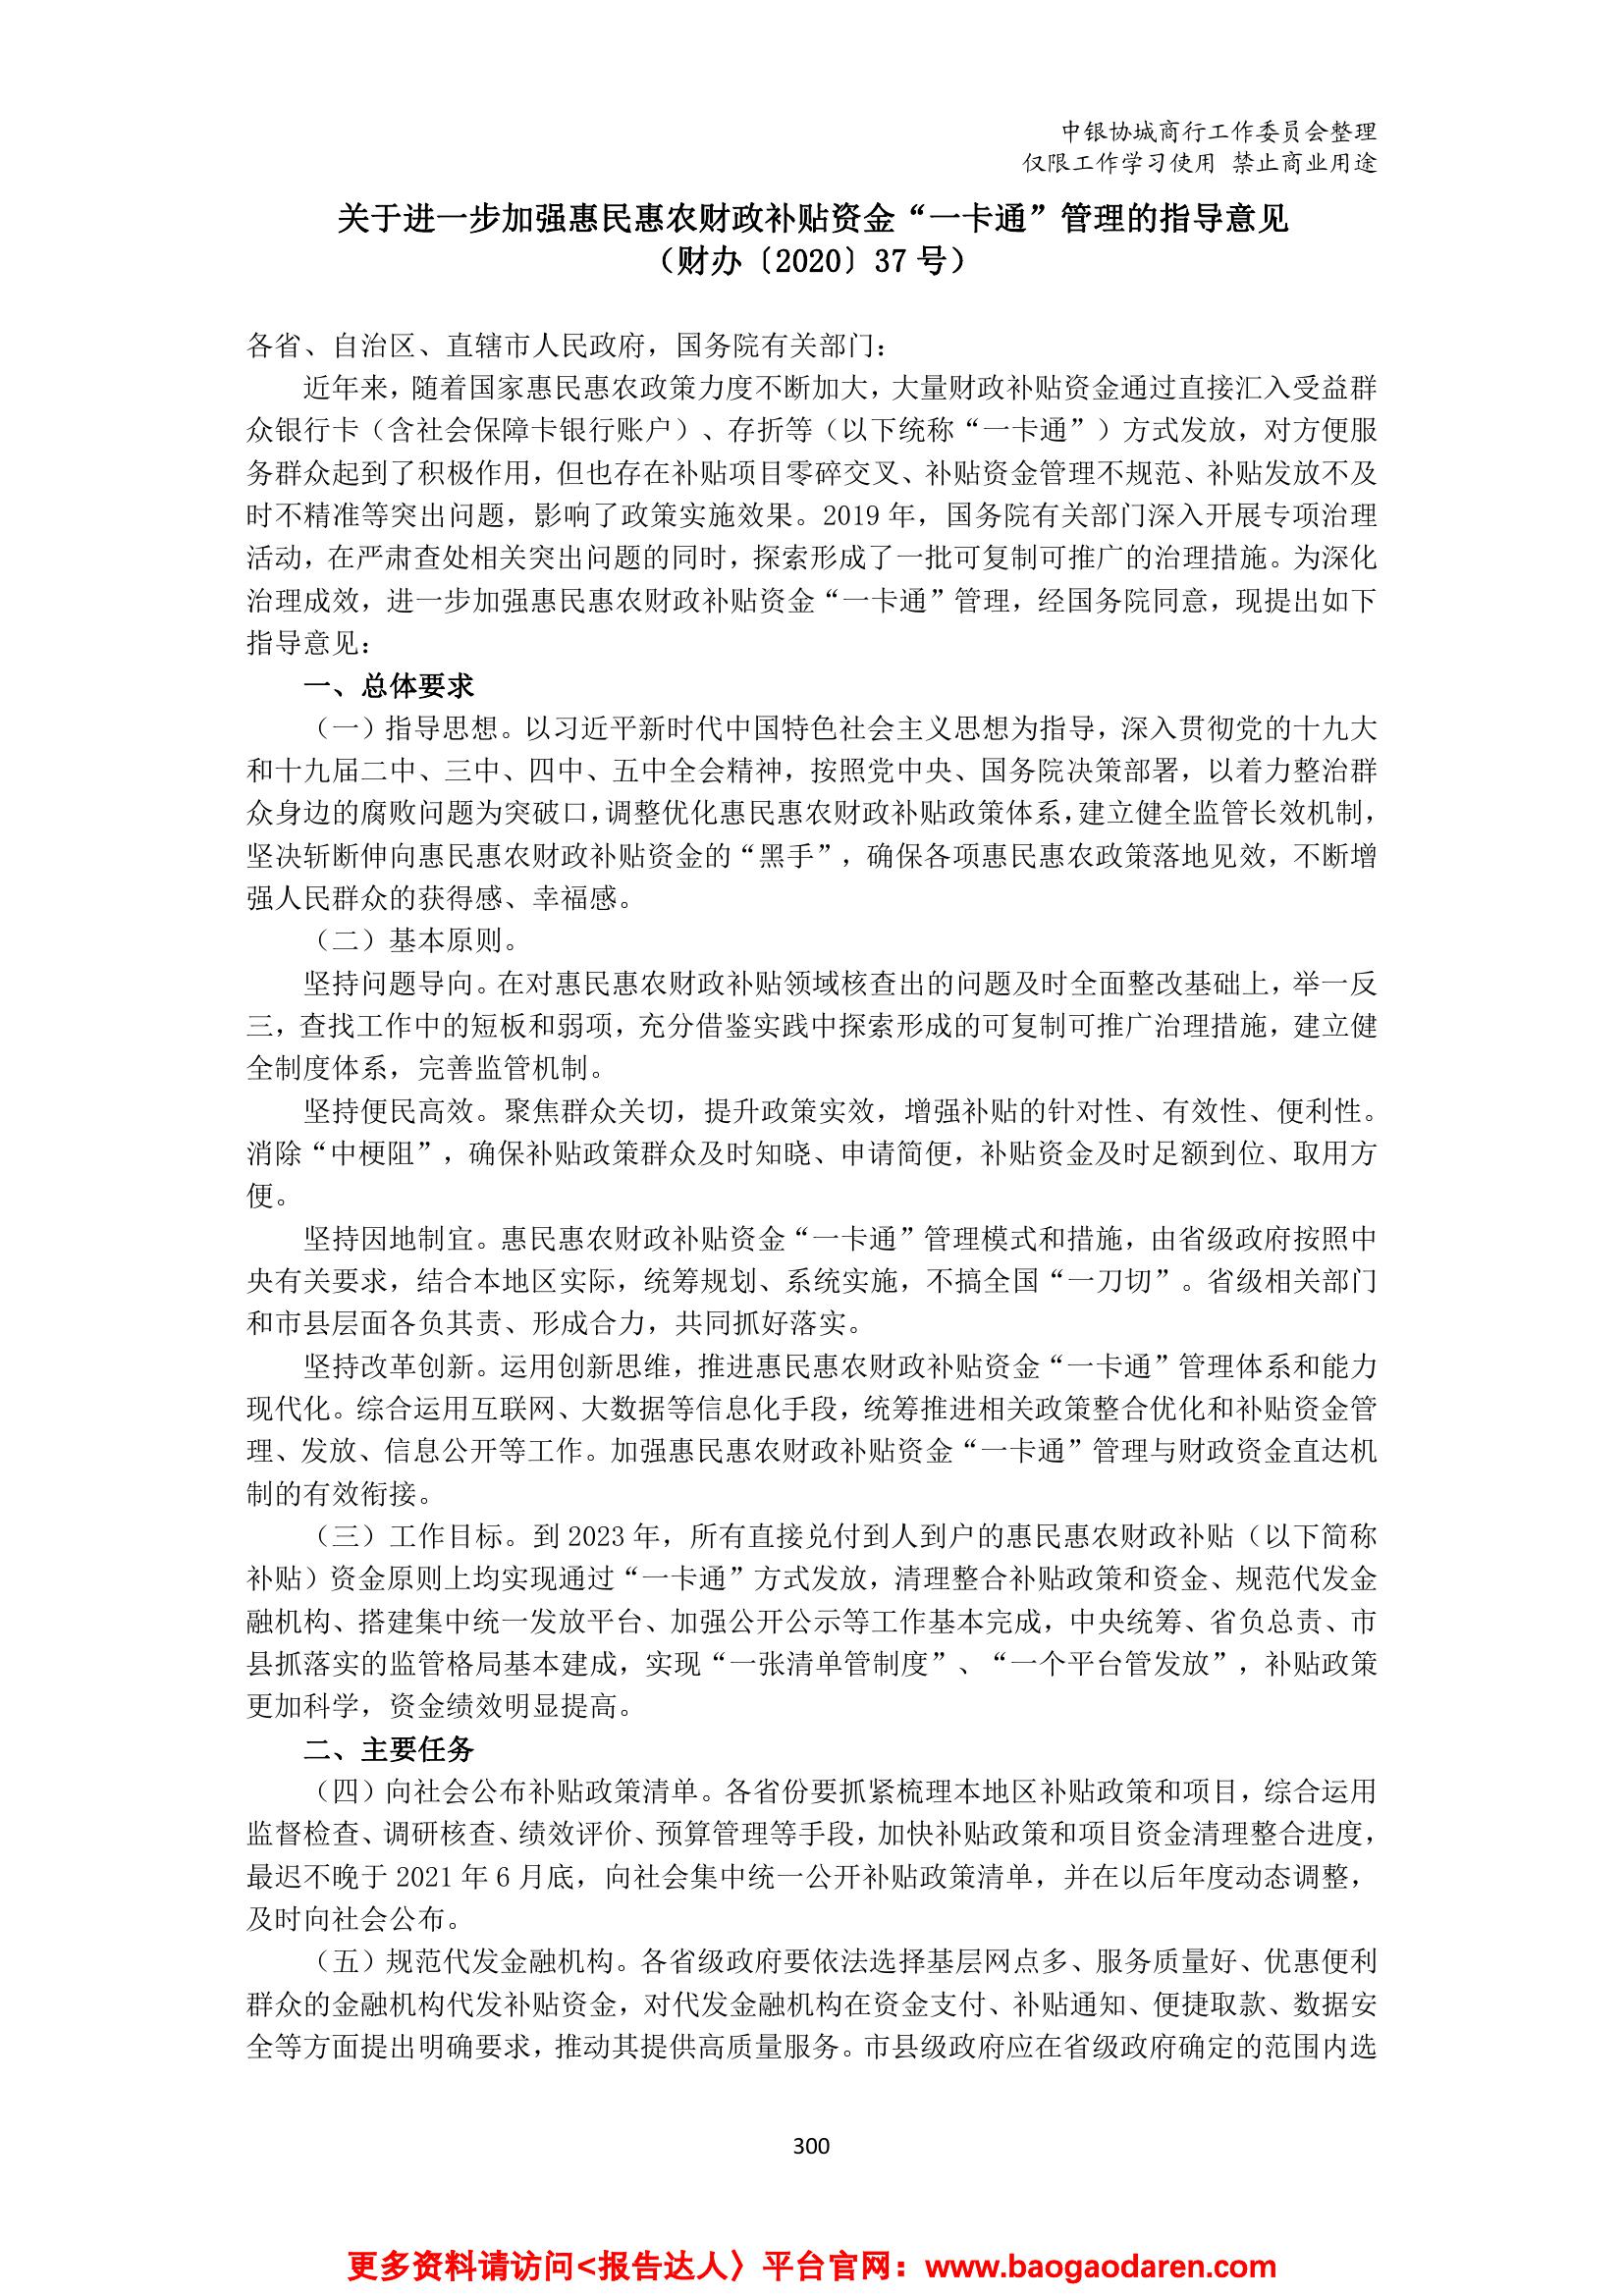 中银协城商行工作委员会整理
仅限工作学习使用 禁止商业用途
关于进一步加强惠民惠农财政补贴资金“一卡通”管理的指导意见
（财办〔2020〕37 号）
各省、自治区、直辖市人民政府，国务院有关部门：
近年来，随着国家惠民惠农政策力度不断加大，大量财政补贴资金通过直接汇入受益群
众银行卡（含社会保障卡银行账户）、存折等（以下统称“一卡通”）方式发放，对方便服
务群众起到了积极作用，但也存在补贴项目零碎交叉、补贴资金管理不规范、补贴发放不及
时不精准等突出问题，影响了政策实施效果。2019 年，国务院有关部门深入开展专项治理
活动，在严肃查处相关突出问题的同时，探索形成了一批可复制可推广的治理措施。为深化
治理成效，进一步加强惠民惠农财政补贴资金“一卡通”管理，经国务院同意，现提出如下
指导意见：
一、总体要求
（一）指导思想。以习近平新时代中国特色社会主义思想为指导，深入贯彻党的十九大
和十九届二中、三中、四中、五中全会精神，按照党中央、国务院决策部署，以着力整治群
众身边的腐败问题为突破口，调整优化惠民惠农财政补贴政策体系，建立健全监管长效机制，
坚决斩断伸向惠民惠农财政补贴资金的“黑手”，确保各项惠民惠农政策落地见效，不断增
强人民群众的获得感、幸福感。
（二）基本原则。
坚持问题导向。在对惠民惠农财政补贴领域核查出的问题及时全面整改基础上，举一反
三，查找工作中的短板和弱项，充分借鉴实践中探索形成的可复制可推广治理措施，建立健
全制度体系，完善监管机制。
坚持便民高效。聚焦群众关切，提升政策实效，增强补贴的针对性、有效性、便利性。
消除“中梗阻”，确保补贴政策群众及时知晓、申请简便，补贴资金及时足额到位、取用方
便。
坚持因地制宜。惠民惠农财政补贴资金“一卡通”管理模式和措施，由省级政府按照中
央有关要求，结合本地区实际，统筹规划、系统实施，不搞全国“一刀切”。省级相关部门
和市县层面各负其责、形成合力，共同抓好落实。
坚持改革创新。运用创新思维，推进惠民惠农财政补贴资金“一卡通”管理体系和能力
现代化。综合运用互联网、大数据等信息化手段，统筹推进相关政策整合优化和补贴资金管
理、发放、信息公开等工作。加强惠民惠农财政补贴资金“一卡通”管理与财政资金直达机
制的有效衔接。
（三）工作目标。到 2023 年，所有直接兑付到人到户的惠民惠农财政补贴（以下简称
补贴）资金原则上均实现通过“一卡通”方式发放，清理整合补贴政策和资金、规范代发金
融机构、搭建集中统一发放平台、加强公开公示等工作基本完成，中央统筹、省负总责、市
县抓落实的监管格局基本建成，实现“一张清单管制度”、“一个平台管发放”，补贴政策
更加科学，资金绩效明显提高。
二、主要任务
（四）向社会公布补贴政策清单。各省份要抓紧梳理本地区补贴政策和项目，综合运用
监督检查、调研核查、绩效评价、预算管理等手段，加快补贴政策和项目资金清理整合进度，
最迟不晚于 2021 年 6 月底，向社会集中统一公开补贴政策清单，并在以后年度动态调整，
及时向社会公布。
（五）规范代发金融机构。各省级政府要依法选择基层网点多、服务质量好、优惠便利
群众的金融机构代发补贴资金，对代发金融机构在资金支付、补贴通知、便捷取款、数据安
全等方面提出明确要求，推动其提供高质量服务。市县级政府应在省级政府确定的范围内选
300
更多资料请访问<报告达人〉平台官网：www.baogaodaren.com